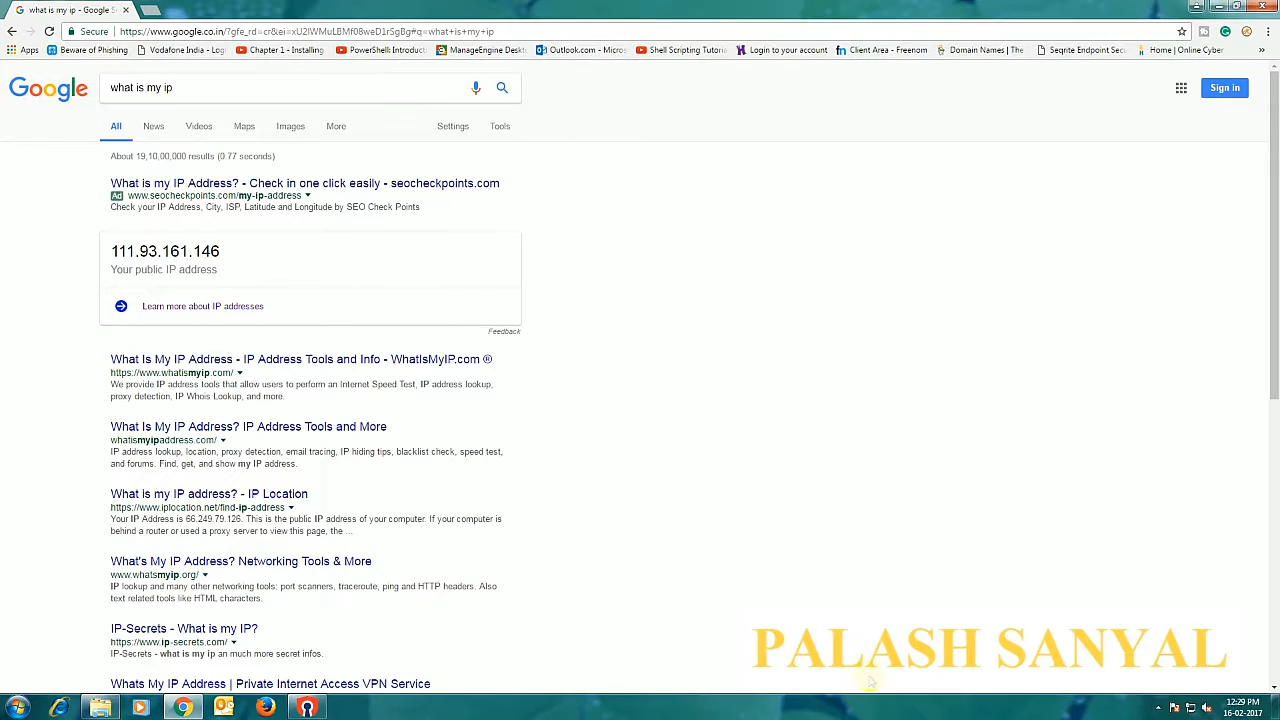 what is my ip - Google S
Secure
https://www.google.co.in/?gfe_rd=cr&ei=xU2lWMuLBMf08weD1rSgBg#q=what+is+my+ip
Apps
Beware of Phishing
Vodafone India - Logi
Chapter 1 - Installing
PowerShell Introduct
ManageEngine Deskt
Outlook.com - Micros
Shell Scripting Tutoria
Login to your account
Client Area - Freenom
Domain Names | The
Seqrite Endpoint Sec
Home | Online Cyber
Google
what is my ip
Sign in
All News Videos Maps Images More Settings Tools
About 19,10,00,000 results (0.77 seconds)
What is my IP Address? - Check in one click easily - seocheckpoints.com
Ad www.seocheckpoints.com/my-ip-address
Check your IP Address, City, ISP, Latitude and Longitude by SEO Check Points
111.93.161.146
Your public IP address
Learn more about IP addresses
Feedback
What Is My IP Address - IP Address Tools and Info - WhatIsMyIP.com ®
https://www.whatismyip.com/
We provide IP address tools that allow users to perform an Internet Speed Test, IP address lookup,
proxy detection, IP Whois Lookup, and more.
What Is My IP Address? IP Address Tools and More
whatismyipaddress.com/
IP address lookup, location, proxy detection, email tracing, IP hiding tips, blacklist check, speed test,
and forums. Find, get, and show my IP address.
What is my IP address? - IP Location
https://www.iplocation.net/find-ip-address
Your IP Address is 66.249.79.126. This is the public IP address of your computer. If your computer is
behind a router or used a proxy server to view this page, the ...
What's My IP Address? Networking Tools & More
www.whatsmyip.org/
IP lookup and many other networking tools: port scanners, traceroute, ping and HTTP headers. Also
text related tools like HTML characters.
IP-Secrets - What is my IP?
https://www.ip-secrets.com/
IP-Secrets - what is my ip an much more secret infos.
Whats My IP Address | Private Internet Access VPN Service
PALASH SANYAL
12:29 PM
16-02-2017